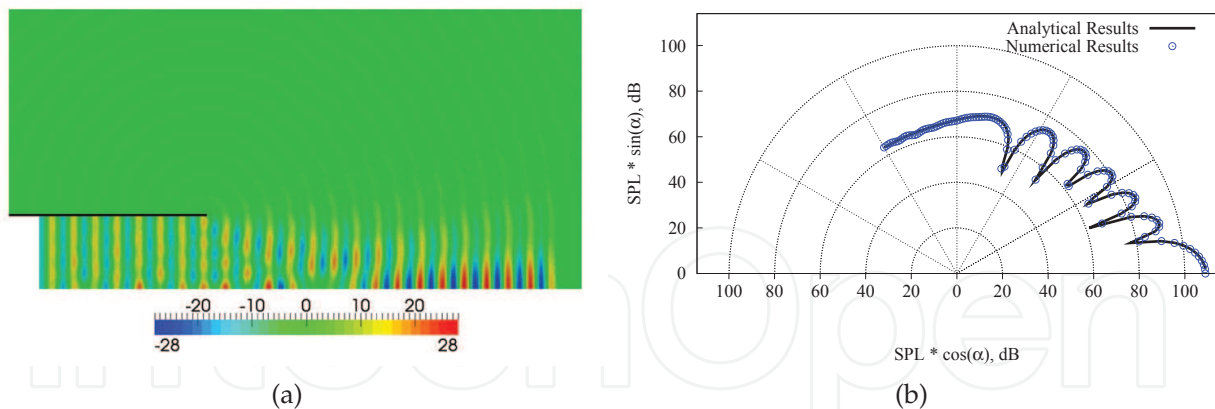 -20 -10 0 10 20
-28 28
(a)
Analytical Results
Numerical Results
SPL * sin(α), dB
100
80
60
40
20
0
100 80 60 40 20 0 20 40 60 80 100
SPL * cos(α), dB
(b)
InTechOpen